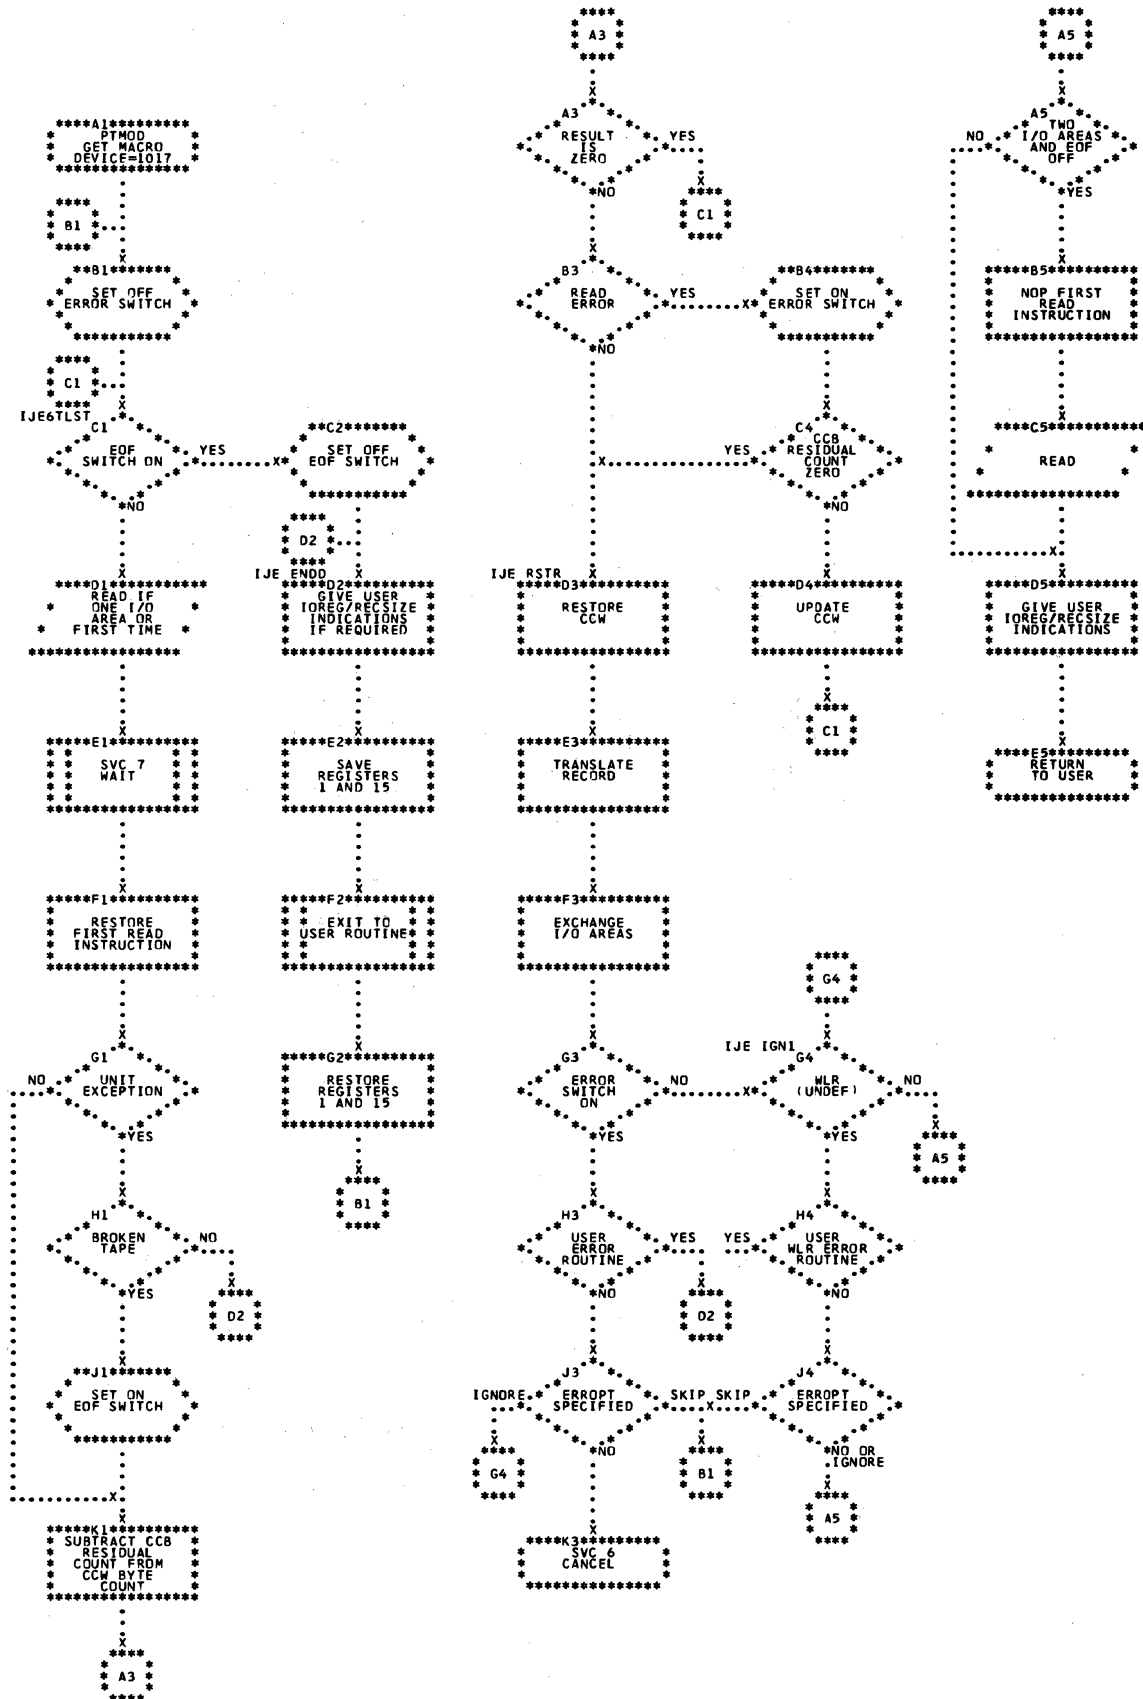 A3
A5
A1
PTMOD
GET MACRO
DEVICE=1017
A3
RESULT
IS
ZERO
YES
NO
A5
TWO
I/O AREAS
AND EOF
OFF
NO
YES
B1
C1
B1
SET OFF
ERROR SWITCH
B3
READ
ERROR
YES
NO
B4
SET ON
ERROR SWITCH
B5
NOP FIRST
READ
INSTRUCTION
C1
IJE6TLST
C1
EOF
SWITCH ON
YES
NO
C2
SET OFF
EOF SWITCH
C4
CCB
RESIDUAL
COUNT
ZERO
YES
NO
C5
READ
D2
IJE ENDD
IJE RSTR
D1
READ IF
ONE I/O
AREA OR
FIRST TIME
D2
GIVE USER
IOREG/RECSIZE
INDICATIONS
IF REQUIRED
D3
RESTORE
CCW
D4
UPDATE
CCW
D5
GIVE USER
IOREG/RECSIZE
INDICATIONS
C1
E1
SVC 7
WAIT
E2
SAVE
REGISTERS
1 AND 15
E3
TRANSLATE
RECORD
E5
RETURN
TO USER
F1
RESTORE
FIRST READ
INSTRUCTION
F2
EXIT TO
USER ROUTINE
F3
EXCHANGE
I/O AREAS
G4
IJE IGN1
G1
UNIT
EXCEPTION
NO
YES
G2
RESTORE
REGISTERS
1 AND 15
G3
ERROR
SWITCH
ON
NO
YES
G4
WLR
(UNDEF)
NO
YES
A5
B1
H1
BROKEN
TAPE
NO
YES
D2
H3
USER
ERROR
ROUTINE
YES
NO
D2
H4
USER
WLR ERROR
ROUTINE
YES
NO
J1
SET ON
EOF SWITCH
J3
ERROPT
SPECIFIED
IGNORE
SKIP
NO
J4
ERROPT
SPECIFIED
SKIP
NO OR
IGNORE
G4
B1
A5
K1
SUBTRACT CCB
RESIDUAL
COUNT FROM
CCW BYTE
COUNT
K3
SVC 6
CANCEL
A3